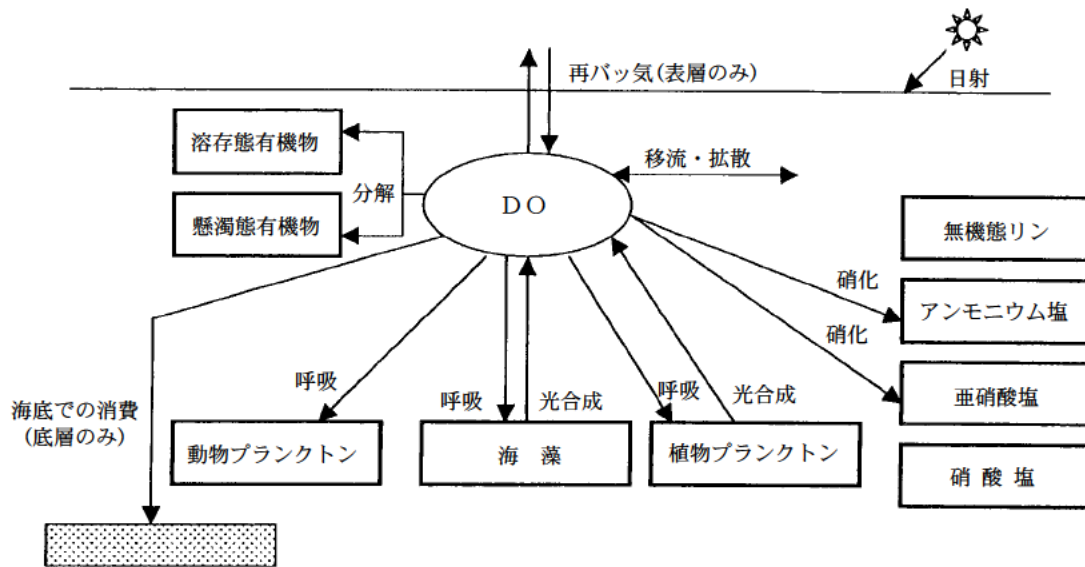 再バッ気(表層のみ)
日射
溶存態有機物
移流・拡散
分解
DO
懸濁態有機物
無機態リン
硝化
アンモニウム塩
硝化
呼吸
亜硝酸塩
海底での消費
(底層のみ)
呼吸
光合成
呼吸
光合成
動物プランクトン
海 藻
植物プランクトン
硝 酸 塩